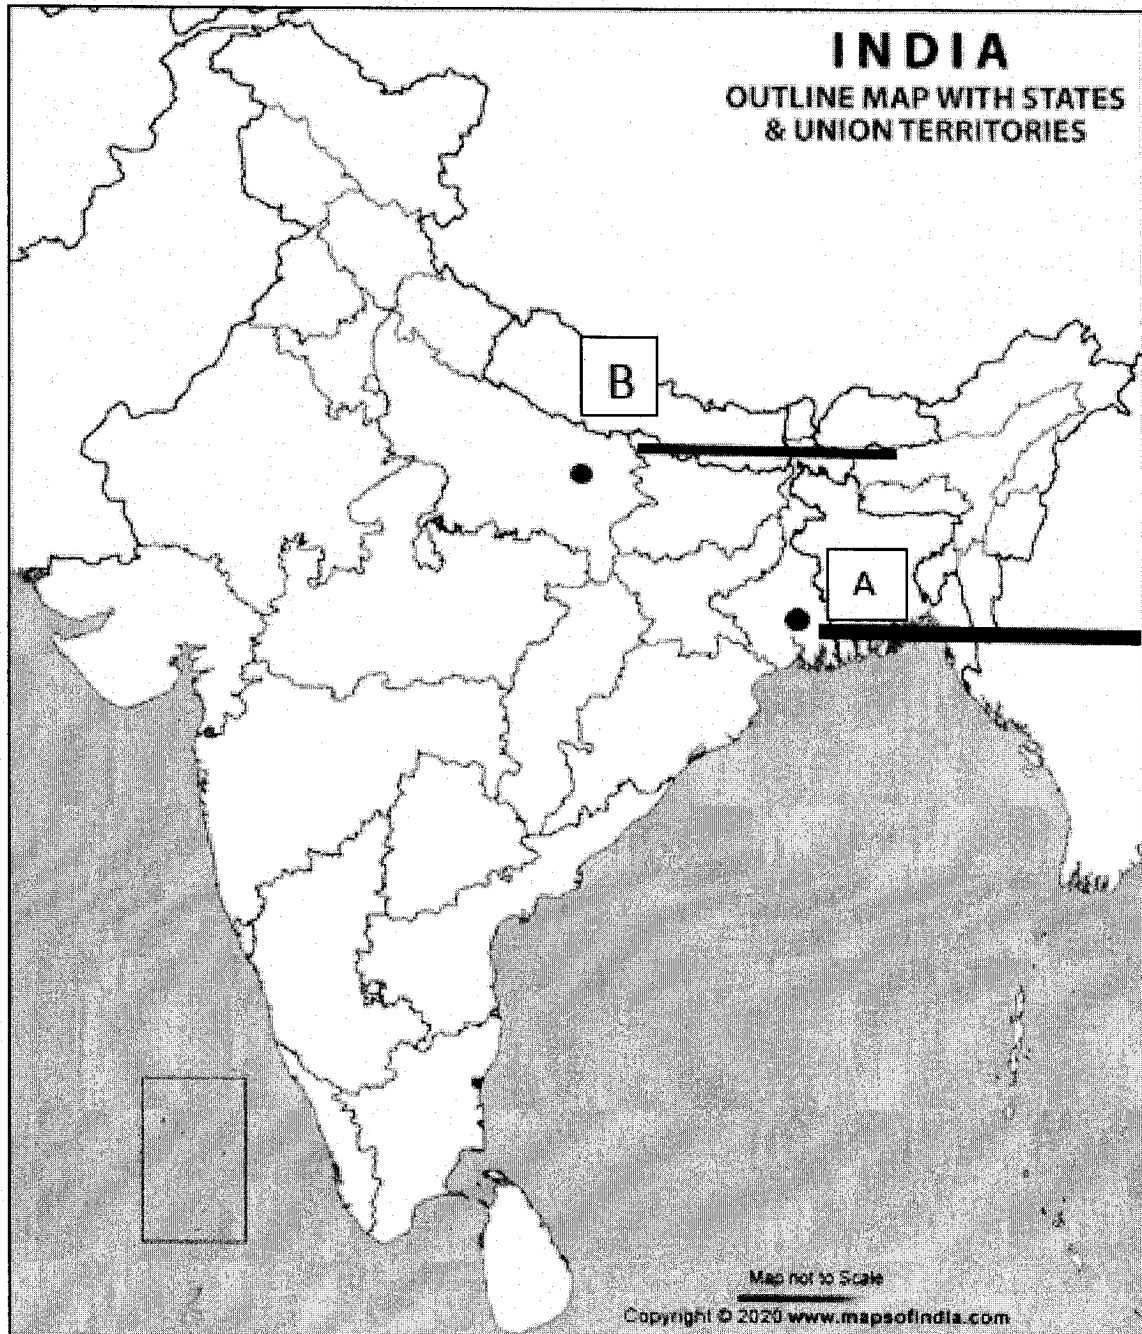 INDIA
OUTLINE MAP WITH STATES
& UNION TERRITORIES
B
A
Map not to Scale
Copyright © 2020 www.mapsofindia.com